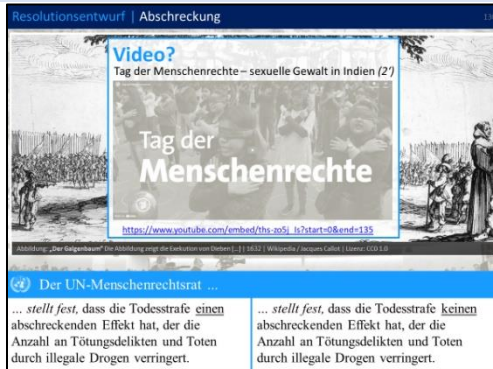 Resolutionsentwurf | Abschreckung
13
Video?
Tag der Menschenrechte – sexuelle Gewalt in Indien (2')
Tag der
Menschenrechte
https://www.youtube.com/embed/ths-zo5j_Is?start=0&end=135
Abbildung: „Der Galgenbaum" Die Abbildung zeigt die Exekution von Dieben [...] | 1632 | Wikipedia / Jacques Callot | Lizenz: CC0 1.0
Der UN-Menschenrechtsrat ...
... stellt fest, dass die Todesstrafe einen
abschreckenden Effekt hat, der die
Anzahl an Tötungsdelikten und Toten
durch illegale Drogen verringert.
... stellt fest, dass die Todesstrafe keinen
abschreckenden Effekt hat, der die
Anzahl an Tötungsdelikten und Toten
durch illegale Drogen verringert.